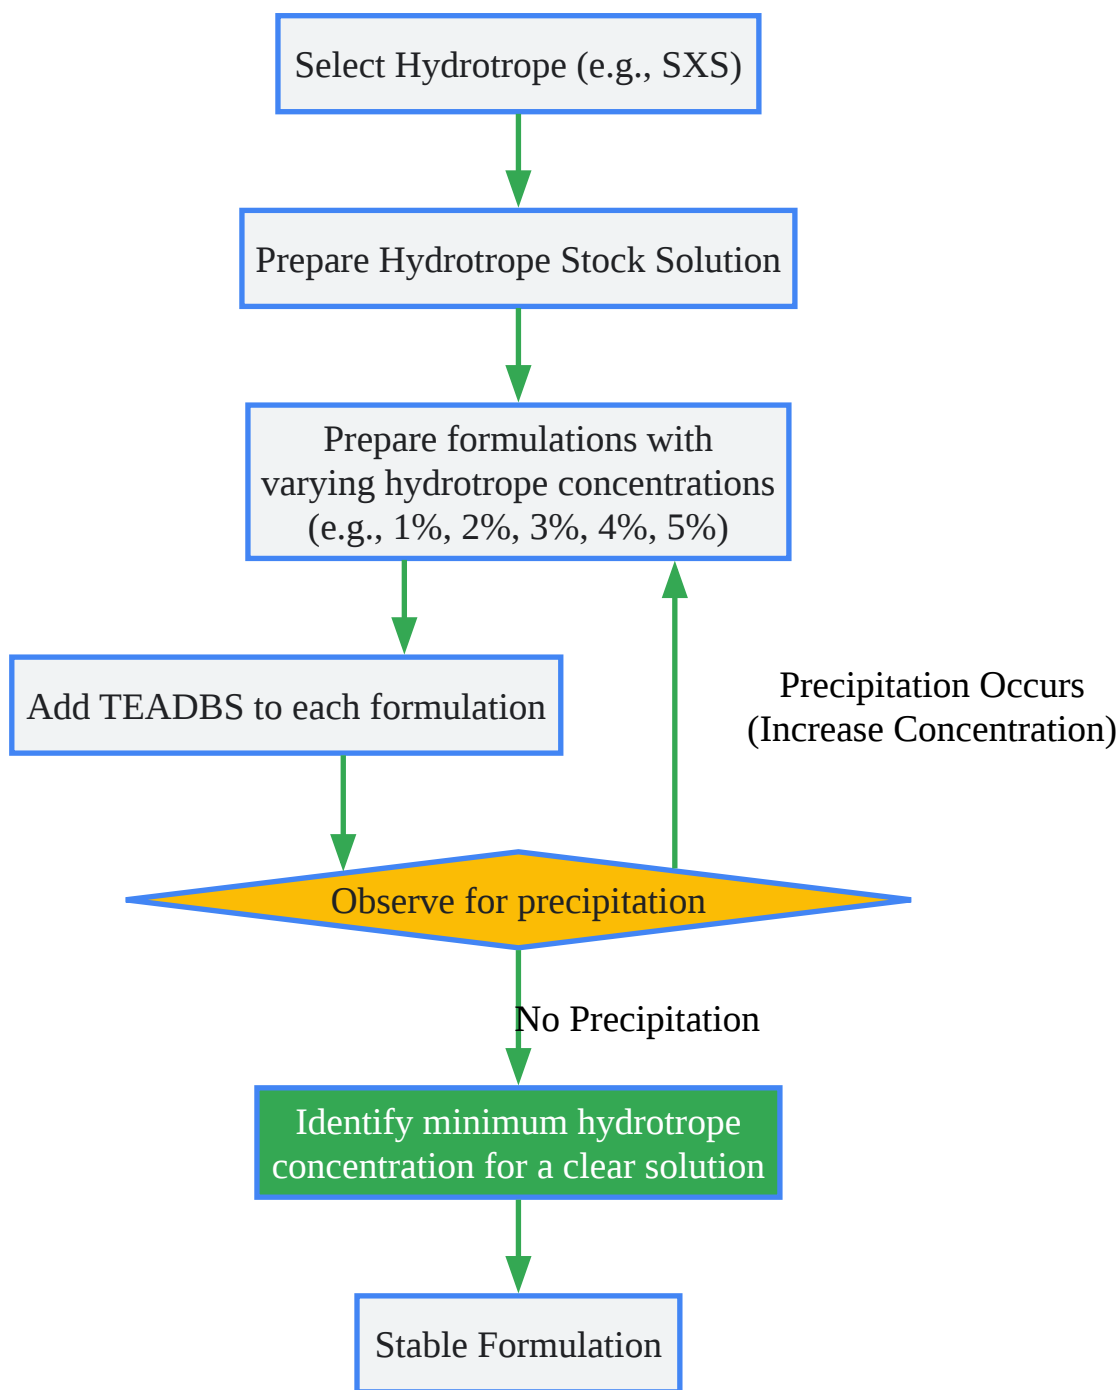 Select Hydrotrope (e.g., SXS)
Prepare Hydrotrope Stock Solution
Prepare formulations with
varying hydrotrope concentrations
(e.g., 1%, 2%, 3%, 4%, 5%)
Add TEADBS to each formulation
Precipitation Occurs
(Increase Concentration)
Observe for precipitation
No Precipitation
Identify minimum hydrotrope
concentration for a clear solution
Stable Formulation